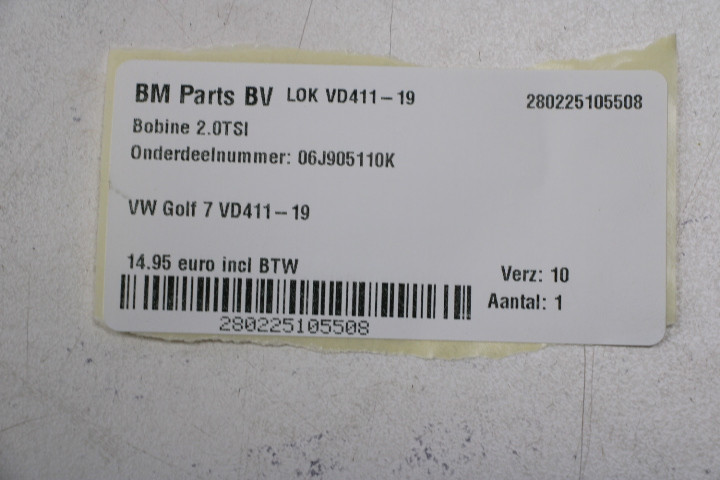 BM Parts BV LOK VD411-19 280225105508
Bobine 2.0TSI
Onderdeelnummer: 06J905110K
VW Golf 7 VD411-19
14.95 euro incl BTW
Verz: 10
Aantal: 1
280225105508